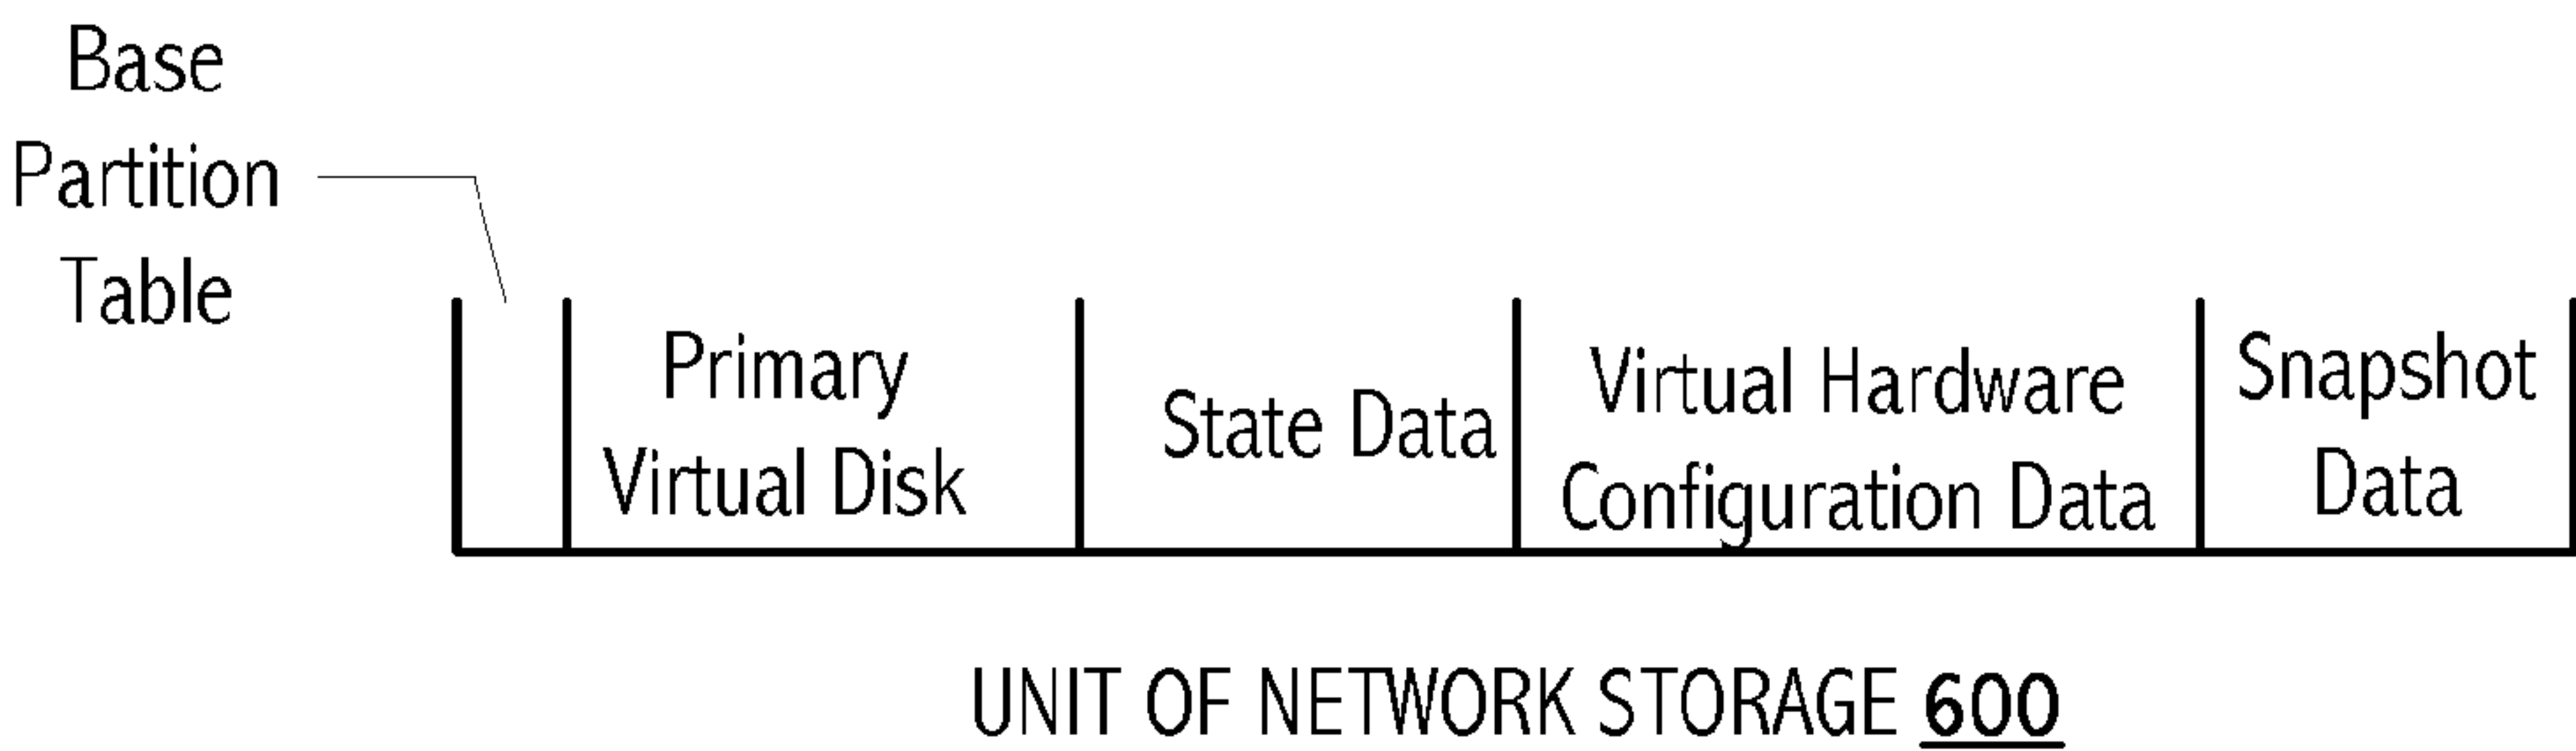 Base
Partition
Table
Primary
Virtual Disk
State Data
Virtual Hardware
Configuration Data
Snapshot
Data
UNIT OF NETWORK STORAGE 600